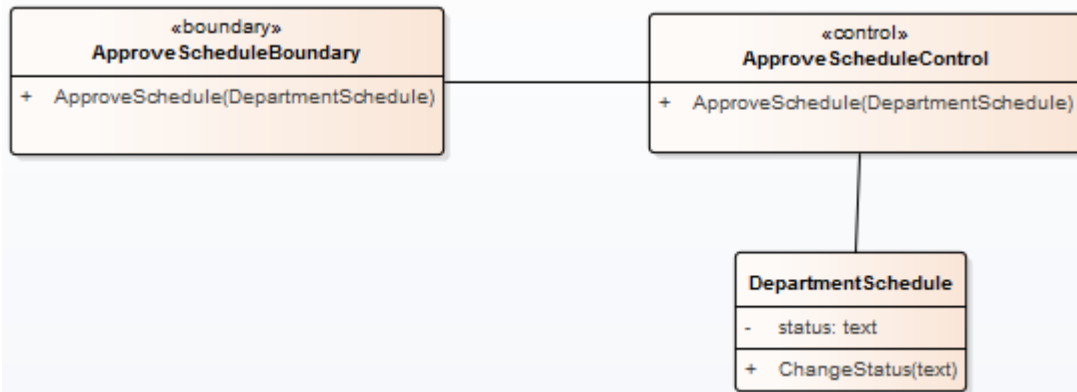 «boundary»
ApproveScheduleBoundary
+ ApproveSchedule(DepartmentSchedule)
«control»
ApproveScheduleControl
+ ApproveSchedule(DepartmentSchedule)
DepartmentSchedule
- status: text
+ ChangeStatus(text)